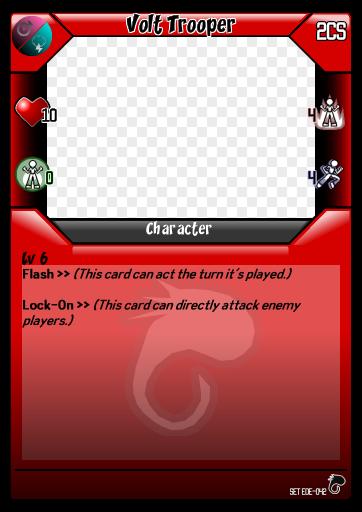 Volt Trooper
2CS
10
4
0
4
Character
Lv 6
Flash >> (This card can act the turn it's played.)
Lock-On >> (This card can directly attack enemy
players.)
SET EOE-042